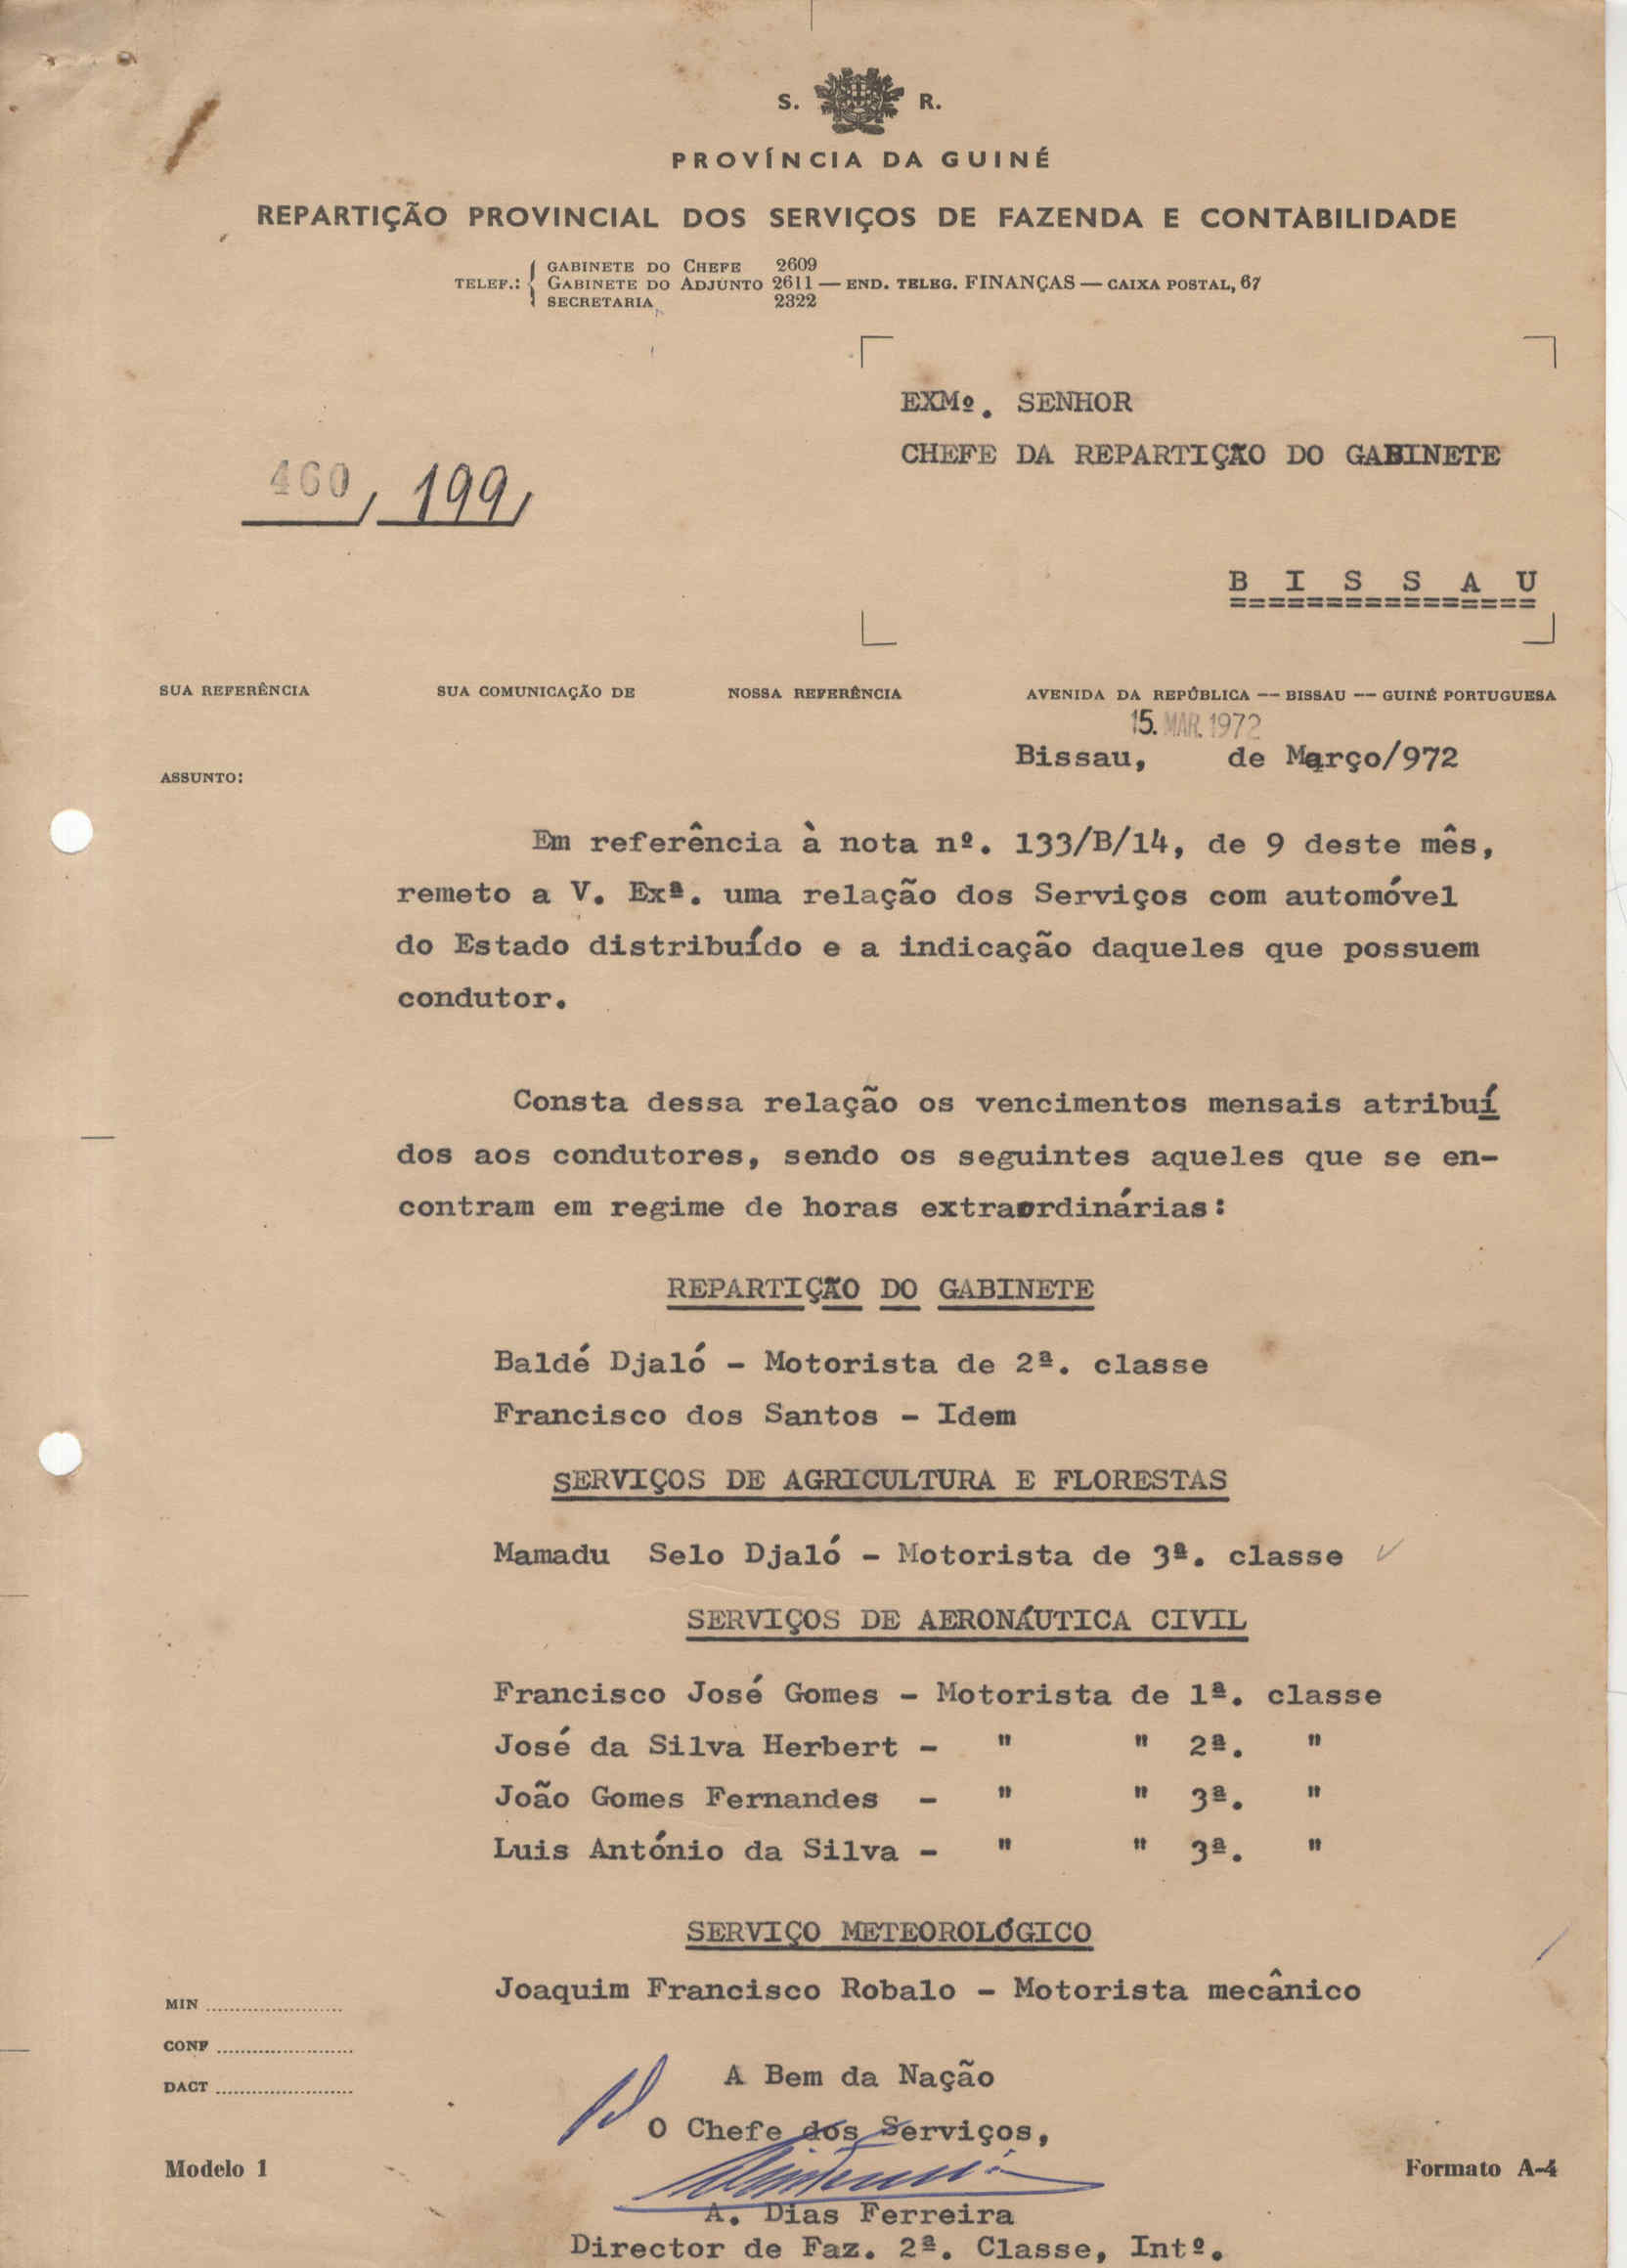 S. R.
PROVÍNCIA DA GUINÉ
REPARTIÇÃO PROVINCIAL DOS SERVIÇOS DE FAZENDA E CONTABILIDADE
TELEF.: { GABINETE DO CHEFE 2609
GABINETE DO ADJUNTO 2611 — END. TELEG. FINANÇAS — CAIXA POSTAL, 67
SECRETARIA 2322
EXMº. SENHOR
CHEFE DA REPARTIÇÃO DO GABINETE
460, 199,
B I S S A U
================
SUA REFERÊNCIA SUA COMUNICAÇÃO DE NOSSA REFERÊNCIA AVENIDA DA REPÚBLICA — BISSAU — GUINÉ PORTUGUESA
15. MAR. 1972
Bissau, de Março/972
ASSUNTO:
Em referência à nota nº. 133/B/14, de 9 deste mês,
remeto a V. Exª. uma relação dos Serviços com automóvel
do Estado distribuído e a indicação daqueles que possuem
condutor.
Consta dessa relação os vencimentos mensais atribuí
dos aos condutores, sendo os seguintes aqueles que se en-
contram em regime de horas extraordinárias:
REPARTIÇÃO DO GABINETE
Baldé Djaló - Motorista de 2ª. classe
Francisco dos Santos - Idem
SERVIÇOS DE AGRICULTURA E FLORESTAS
Mamadu Selo Djaló - Motorista de 3ª. classe
SERVIÇOS DE AERONÁUTICA CIVIL
Francisco José Gomes - Motorista de 1ª. classe
José da Silva Herbert - " " 2ª. "
João Gomes Fernandes - " " 3ª. "
Luis António da Silva - " " 3ª. "
SERVIÇO METEOROLÓGICO
Joaquim Francisco Robalo - Motorista mecânico
MIN ......................
CONF ......................
DACT ......................
A Bem da Nação
O Chefe dos Serviços,
Modelo 1 Formato A-4
A. Dias Ferreira
Director de Faz. 2ª. Classe, Intº.